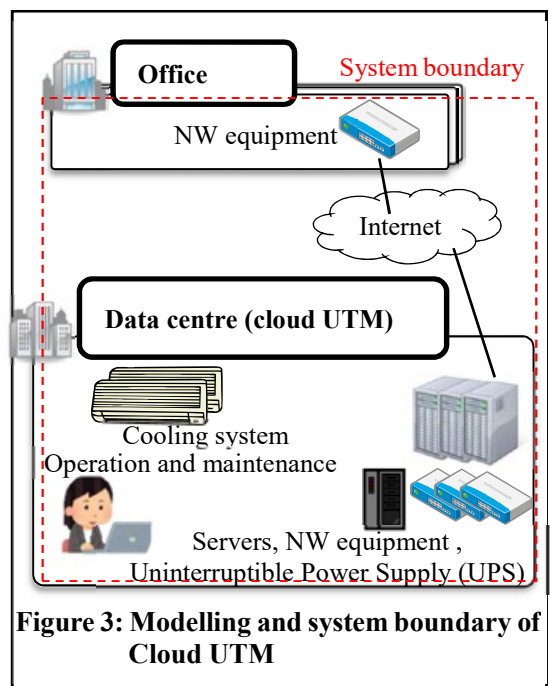 Office
System boundary
NW equipment
Internet
Data centre (cloud UTM)
Cooling system
Operation and maintenance
Servers, NW equipment ,
Uninterruptible Power Supply (UPS)
Figure 3: Modelling and system boundary of
Cloud UTM